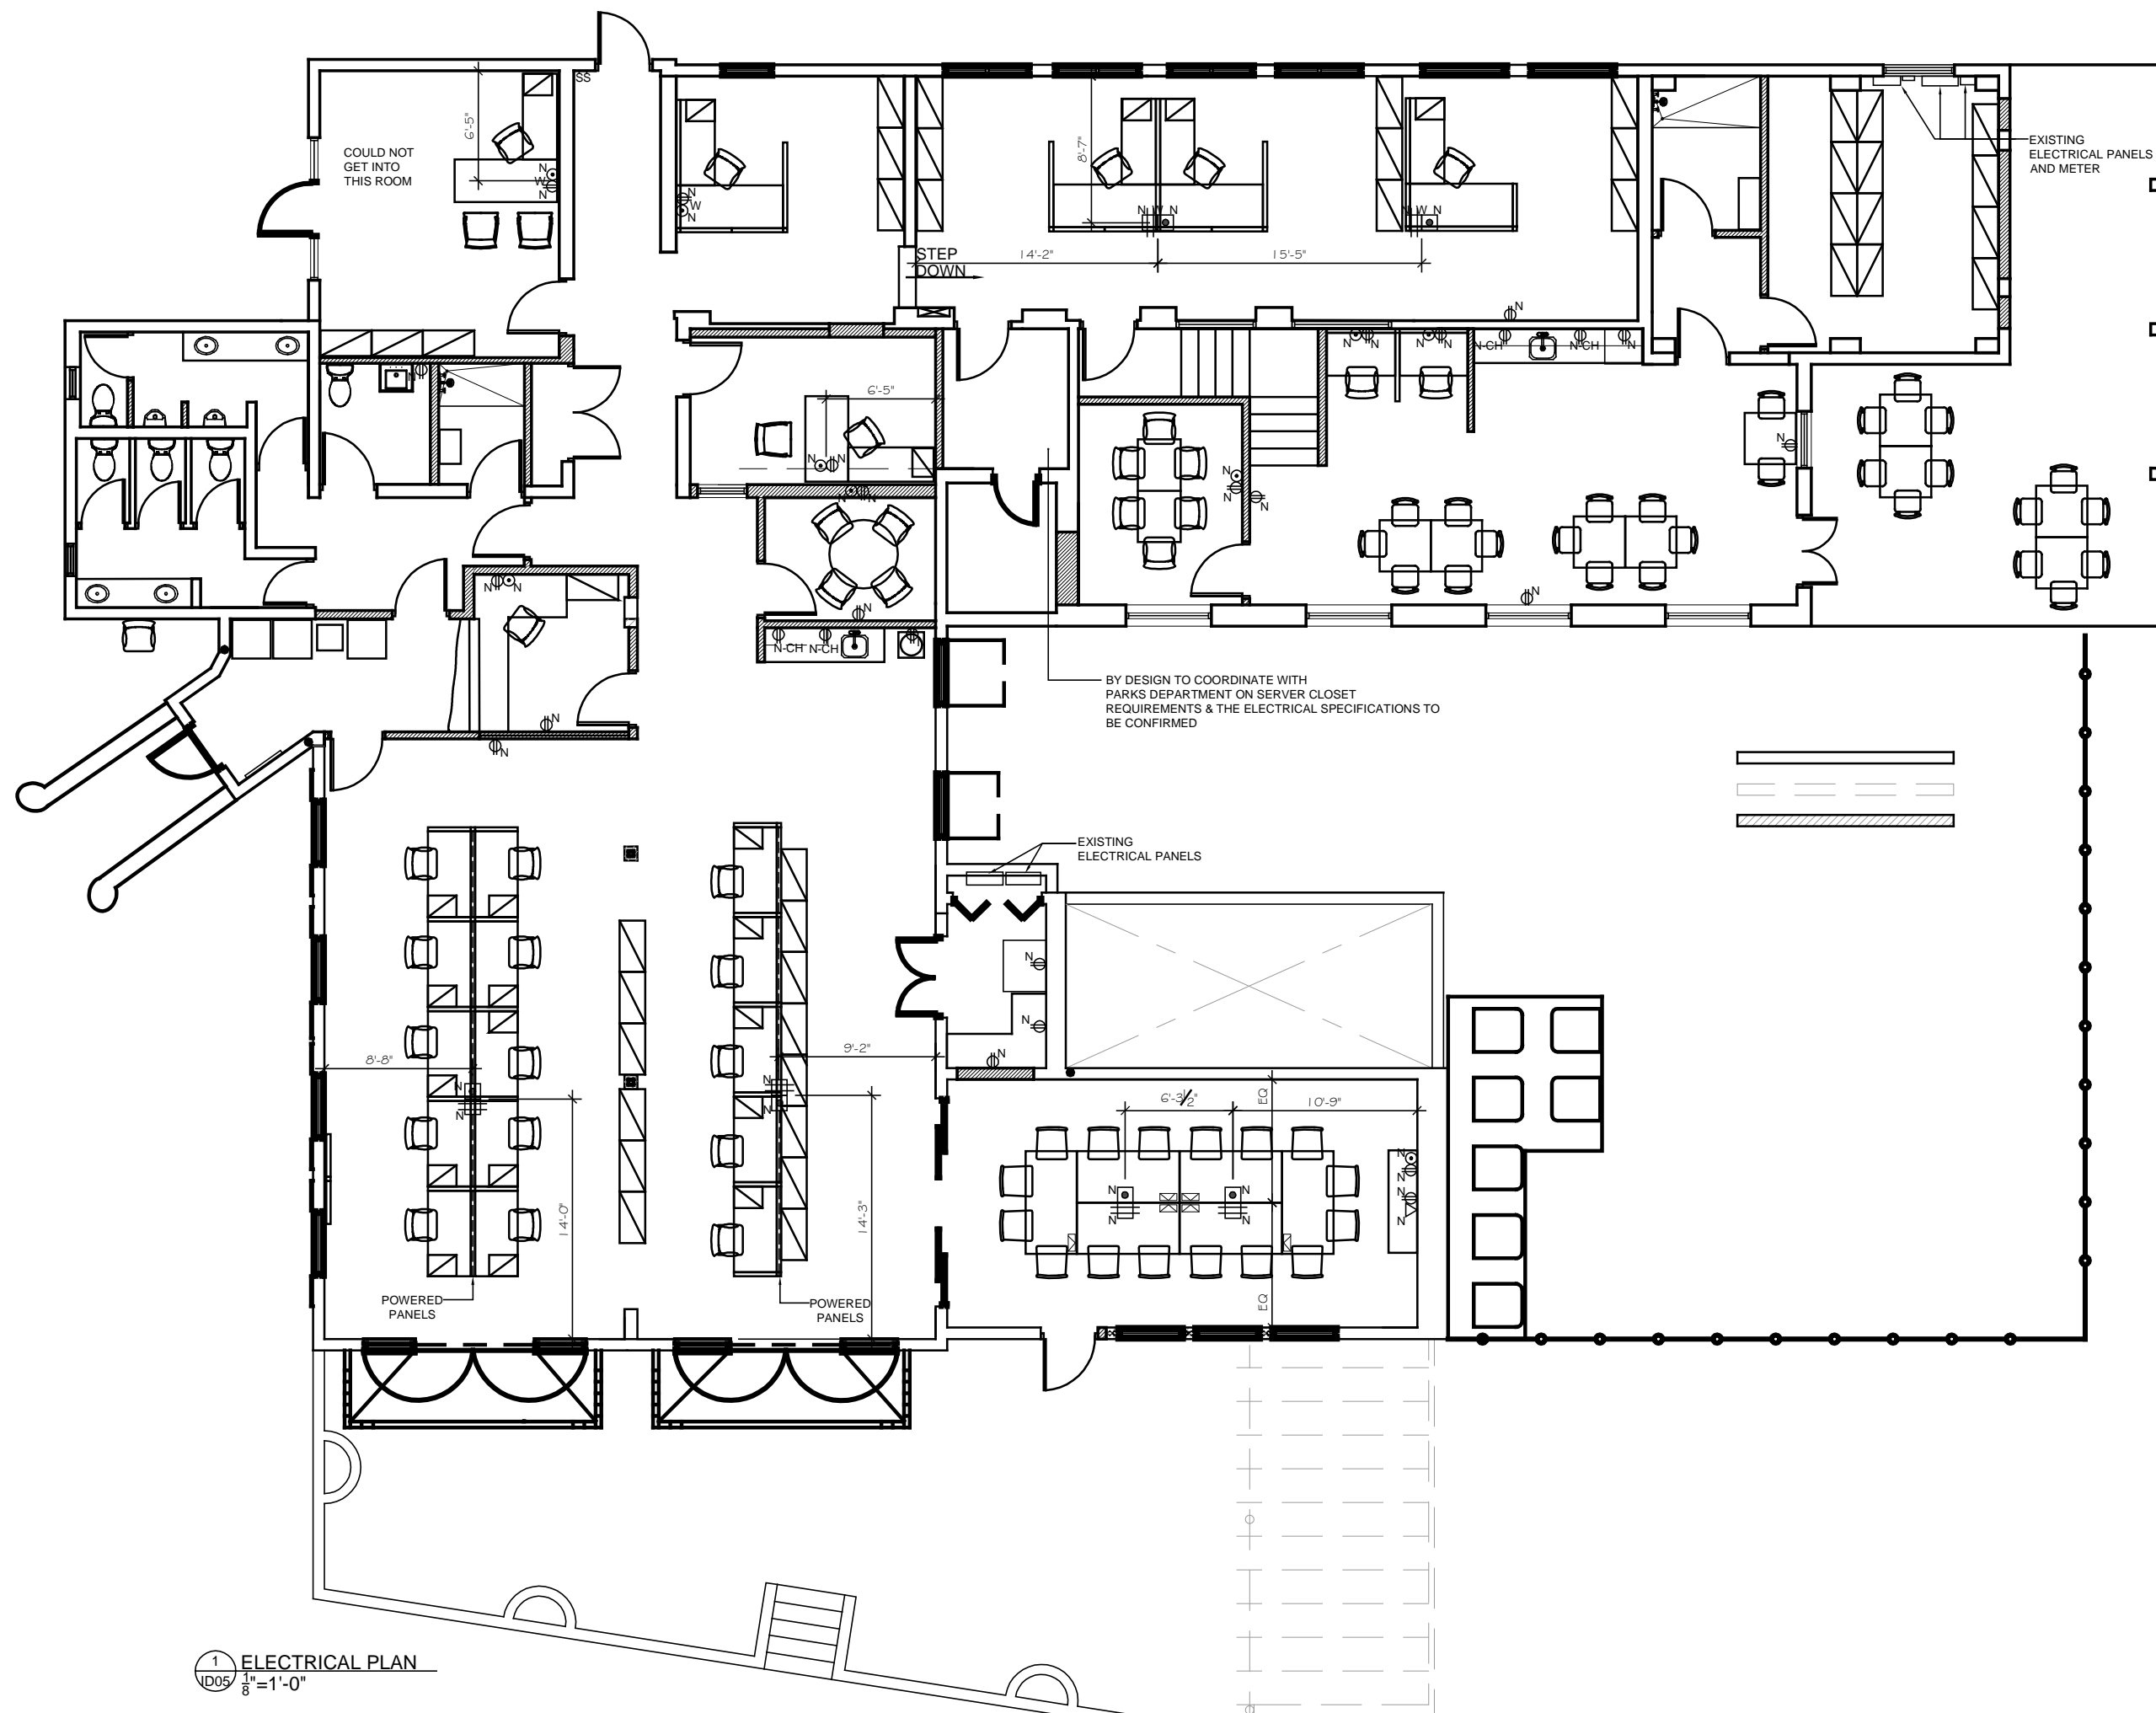 SS
6'-5"
COULD NOT
GET INTO
THIS ROOM
N
W
N
N
W
N
8'-7"
N W N
N W N
EXISTING
ELECTRICAL PANELS
AND METER
STEP
DOWN
14'-2"
15'-5"
N
N
N
N
N
N-CH
N-CH
N
N
6'-5"
N
N
N
N
N
N
N
N
N
N
N
N
N
N-CH
N-CH
N
N
BY DESIGN TO COORDINATE WITH
PARKS DEPARTMENT ON SERVER CLOSET
REQUIREMENTS & THE ELECTRICAL SPECIFICATIONS TO
BE CONFIRMED
EXISTING
ELECTRICAL PANELS
N
N
N
8'-8"
9'-2"
N
N
N
N
14'-0"
14'-3"
6'-3 1/2"
EQ
10'-9"
N
N
N
N
N
N
N
N
EQ
POWERED
PANELS
POWERED
PANELS
1
ID05
ELECTRICAL PLAN
1/8"=1'-0"